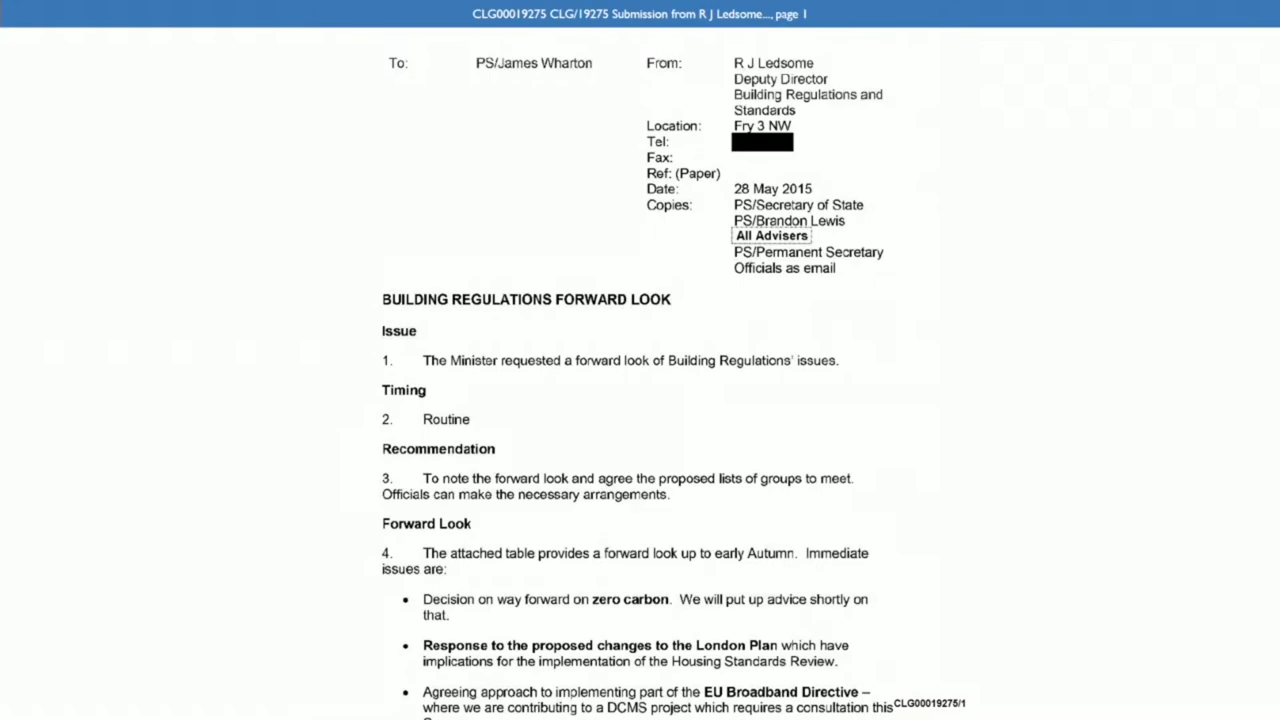 CLG00019275 CLG/19275 Submission from R J Ledsome..., page 1
To: PS/James Wharton From: R J Ledsome
Deputy Director
Building Regulations and
Standards
Location: Fry 3 NW
Tel:
Fax:
Ref: (Paper)
Date: 28 May 2015
Copies: PS/Secretary of State
PS/Brandon Lewis
All Advisers
PS/Permanent Secretary
Officials as email
BUILDING REGULATIONS FORWARD LOOK
Issue
1. The Minister requested a forward look of Building Regulations' issues.
Timing
2. Routine
Recommendation
3. To note the forward look and agree the proposed lists of groups to meet.
Officials can make the necessary arrangements.
Forward Look
4. The attached table provides a forward look up to early Autumn. Immediate
issues are:
• Decision on way forward on zero carbon. We will put up advice shortly on
that.
• Response to the proposed changes to the London Plan which have
implications for the implementation of the Housing Standards Review.
• Agreeing approach to implementing part of the EU Broadband Directive –
where we are contributing to a DCMS project which requires a consultation this
CLG00019275/1